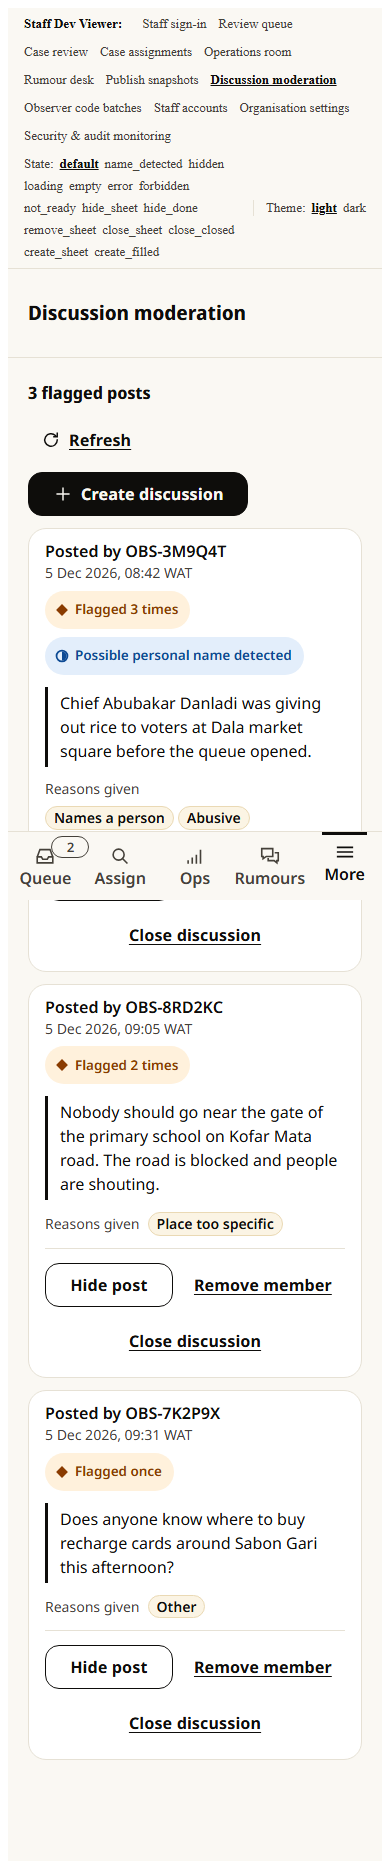 Staff Dev Viewer: Staff sign-in Review queue
Case review Case assignments Operations room
Rumour desk Publish snapshots Discussion moderation
Observer code batches Staff accounts Organisation settings
Security & audit monitoring
State: default name_detected hidden
loading empty error forbidden
not_ready hide_sheet hide_done
remove_sheet close_sheet close_closed
create_sheet create_filled
Theme: light dark
Discussion moderation
3 flagged posts
Refresh
Create discussion
Posted by OBS-3M9Q4T
5 Dec 2026, 08:42 WAT
Flagged 3 times
Possible personal name detected
Chief Abubakar Danladi was giving
out rice to voters at Dala market
square before the queue opened.
Reasons given
Names a person Abusive
2
Queue Assign Ops Rumours More
Close discussion
Posted by OBS-8RD2KC
5 Dec 2026, 09:05 WAT
Flagged 2 times
Nobody should go near the gate of
the primary school on Kofar Mata
road. The road is blocked and people
are shouting.
Reasons given Place too specific
Hide post Remove member
Close discussion
Posted by OBS-7K2P9X
5 Dec 2026, 09:31 WAT
Flagged once
Does anyone know where to buy
recharge cards around Sabon Gari
this afternoon?
Reasons given Other
Hide post Remove member
Close discussion